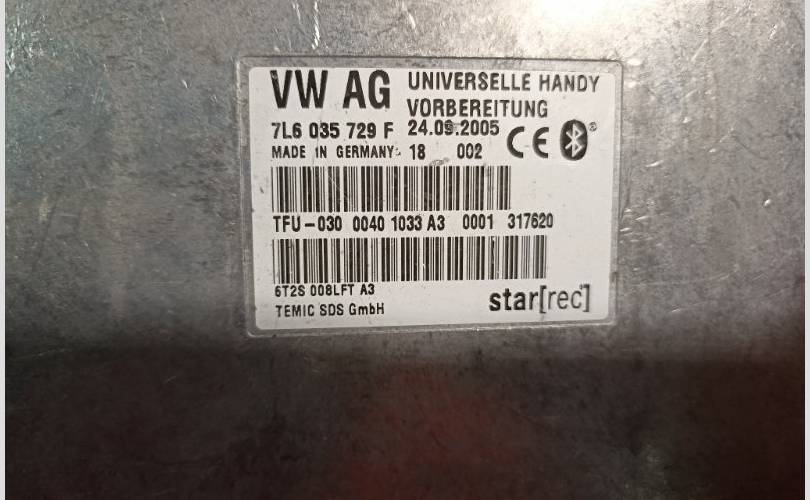 VW AG UNIVERSELLE HANDY
VORBEREITUNG
7L6 035 729 F 24.09.2005
MADE IN GERMANY 18 002 CE
TFU-030 0040 1033 A3 0001 317620
6T2S 008LFT A3
TEMIC SDS GmbH star[rec]